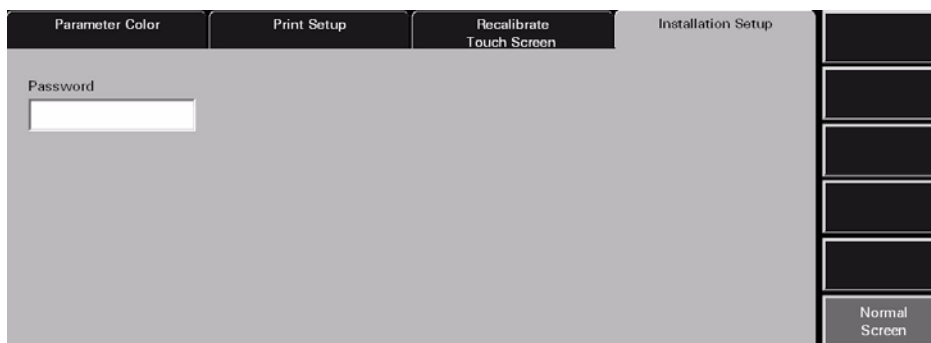 Parameter Color
Print Setup
Recalibrate
Touch Screen
Installation Setup
Password
Normal
Screen